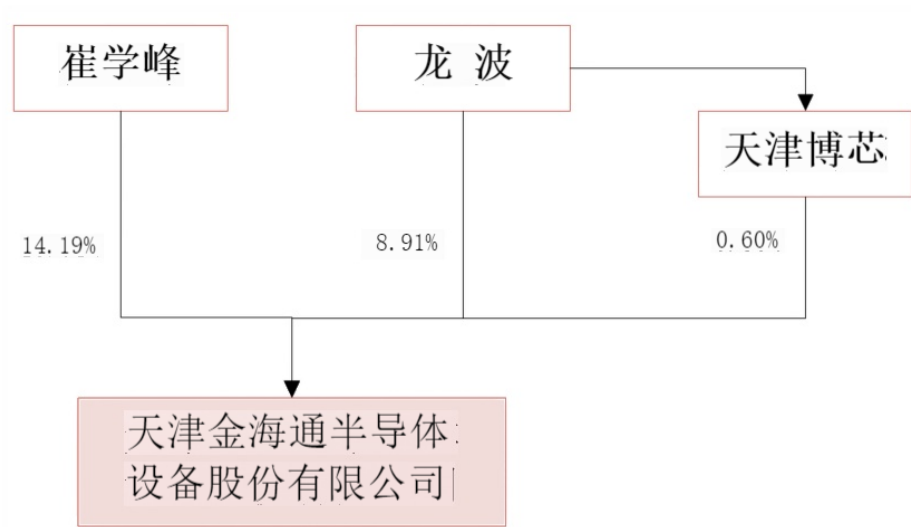 崔学峰
龙 波
天津博芯
14.19%
8.91%
0.60%
天津金海通半导体
设备股份有限公司